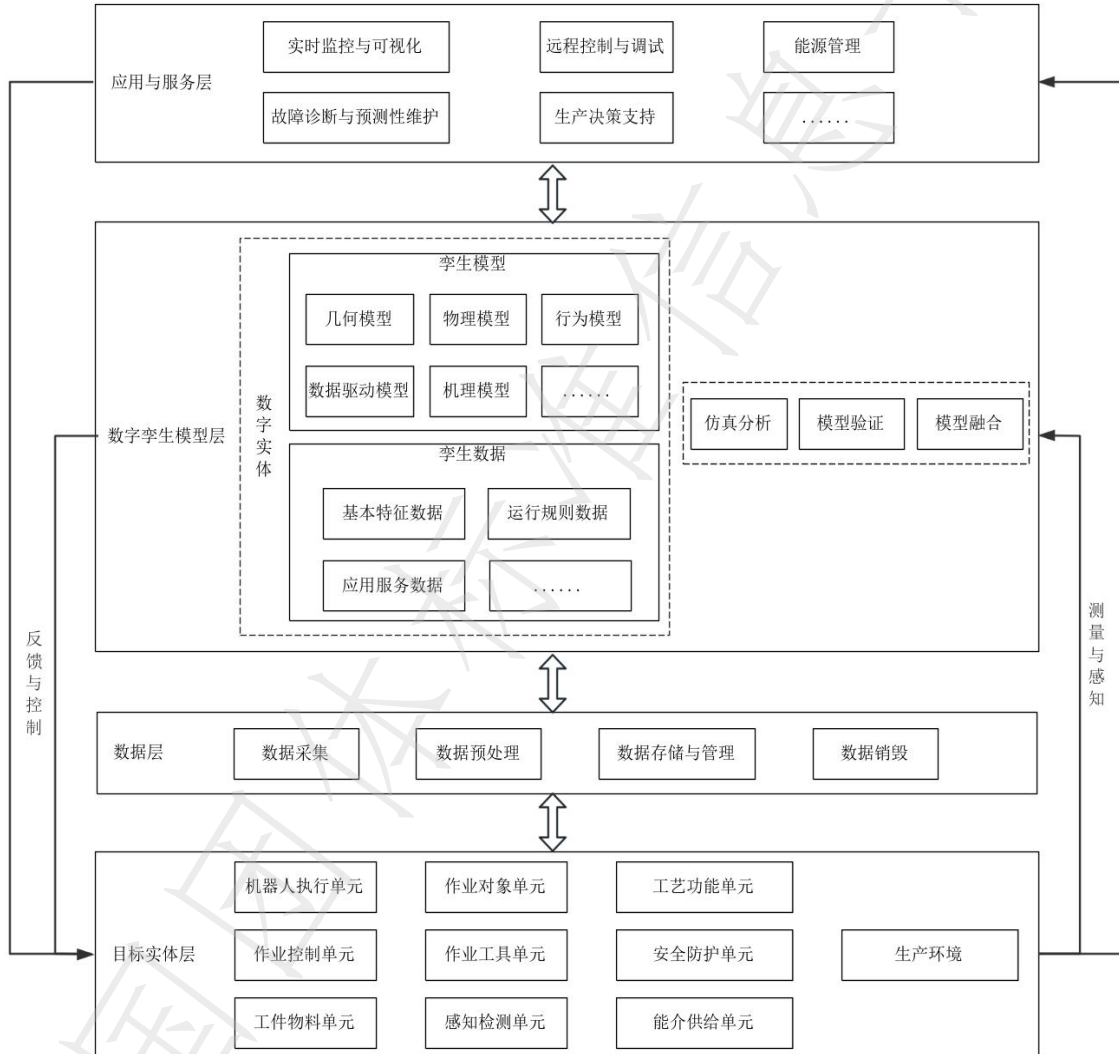 实时监控与可视化
远程控制与调试
能源管理
应用与服务层
故障诊断与预测性维护
生产决策支持
......
孪生模型
几何模型
物理模型
行为模型
数据驱动模型
机理模型
......
数字实体
数字孪生模型层
仿真分析
模型验证
模型融合
孪生数据
基本特征数据
运行规则数据
应用服务数据
......
反馈与控制
测量与感知
数据层
数据采集
数据预处理
数据存储与管理
数据销毁
机器人执行单元
作业对象单元
工艺功能单元
目标实体层
作业控制单元
作业工具单元
安全防护单元
生产环境
工件物料单元
感知检测单元
能介供给单元
国团体标准信息